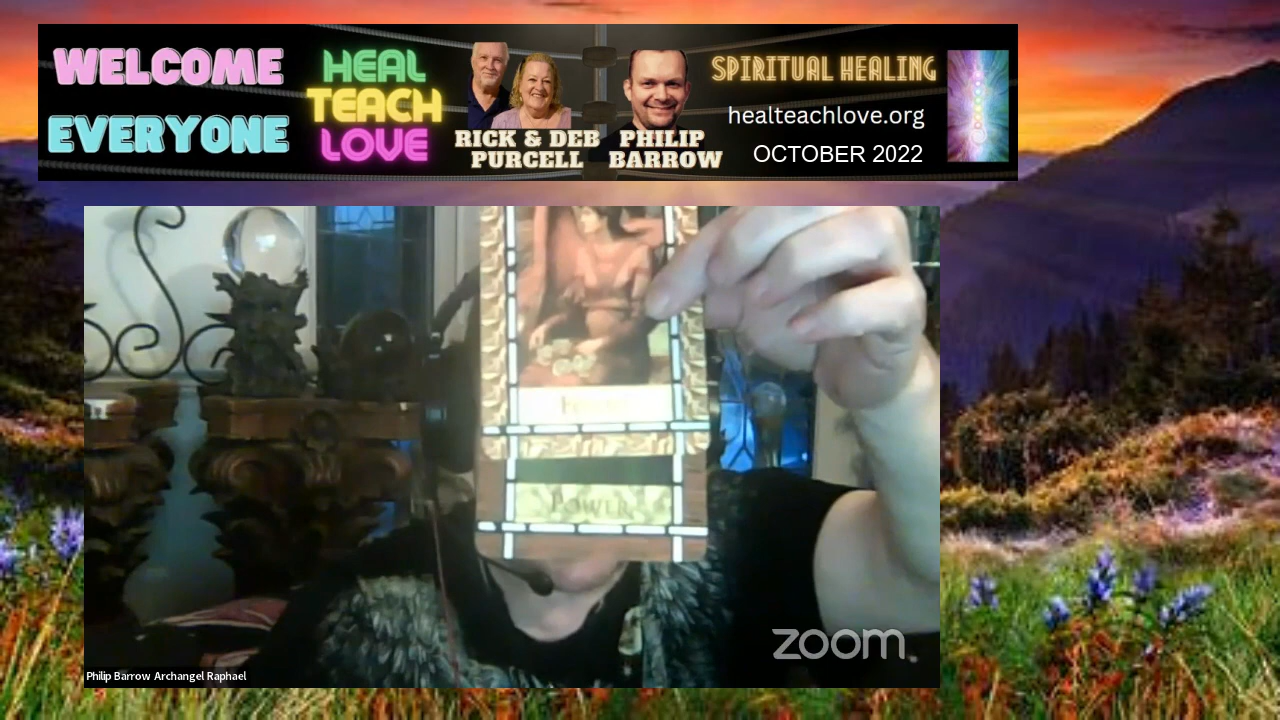 WELCOME
EVERYONE
HEAL
TEACH
LOVE
RICK & DEB
PURCELL
PHILIP
BARROW
SPIRITUAL HEALING
healteachlove.org
OCTOBER 2022
POWER
zoom
Philip Barrow Archangel Raphael